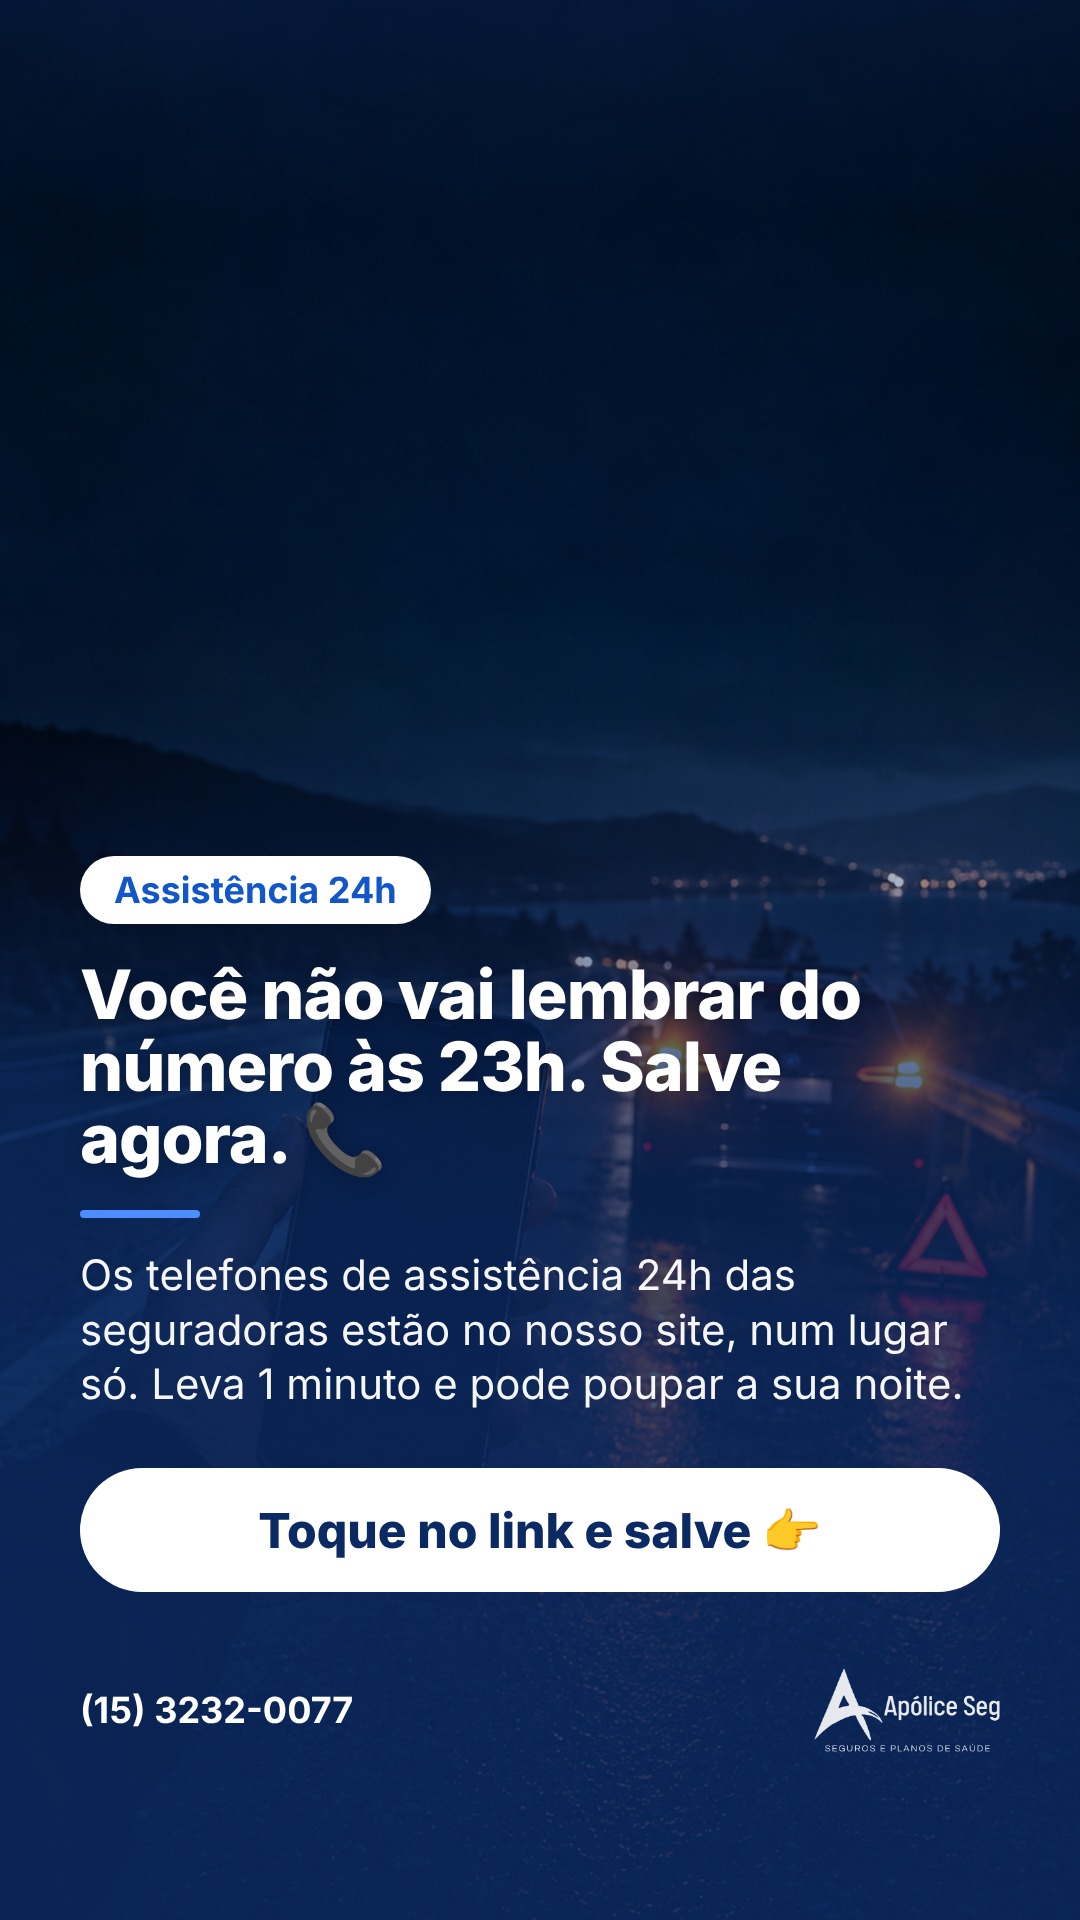 Assistência 24h
Você não vai lembrar do
número às 23h. Salve
agora. 📞
Os telefones de assistência 24h das
seguradoras estão no nosso site, num lugar
só. Leva 1 minuto e pode poupar a sua noite.
Toque no link e salve 👉
(15) 3232-0077
Apólice Seg
SEGUROS E PLANOS DE SAÚDE